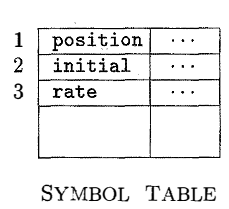 1 position ...
2 initial ...
3 rate ...
SYMBOL TABLE